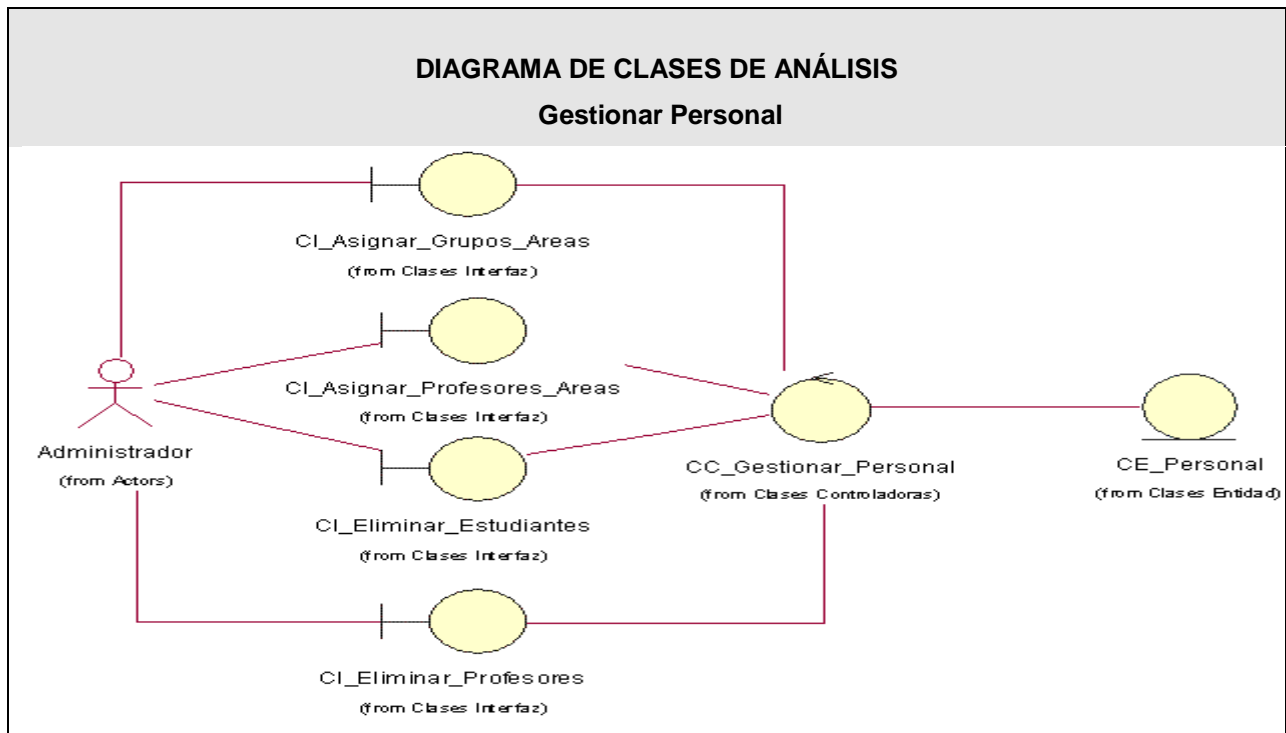 DIAGRAMA DE CLASES DE ANÁLISIS
Gestionar Personal
CI_Asignar_Grupos_Areas
(from Clases Interfaz)
CI_Asignar_Profesores_Areas
(from Clases Interfaz)
Administrador
(from Actors)
CC_Gestionar_Personal
(from Clases Controladoras)
CE_Personal
(from Clases Entidad)
CI_Eliminar_Estudiantes
(from Clases Interfaz)
CI_Eliminar_Profesores
(from Clases Interfaz)